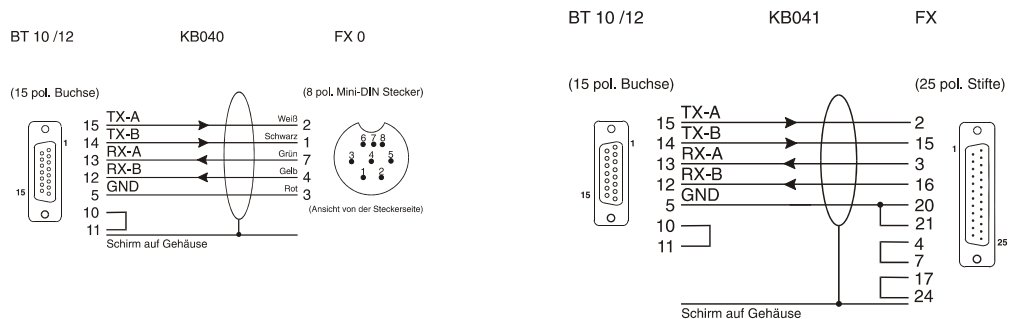 BT 10 /12 KB040 FX 0
(15 pol. Buchse) (8 pol. Mini-DIN Stecker)
15 TX-A Weiß 2
14 TX-B Schwarz 1
13 RX-A Grün 7
12 RX-B Gelb 4
5 GND Rot 3
10
11
Schirm auf Gehäuse
1
15
6 7 8
3 4 5
1 2
(Ansicht von der Steckerseite)
BT 10 /12 KB041 FX
(15 pol. Buchse) (25 pol. Stifte)
15 TX-A 2
14 TX-B 15
13 RX-A 3
12 RX-B 16
5 GND 20
10 21
11 4
7
17
24
Schirm auf Gehäuse
1
15
1
25